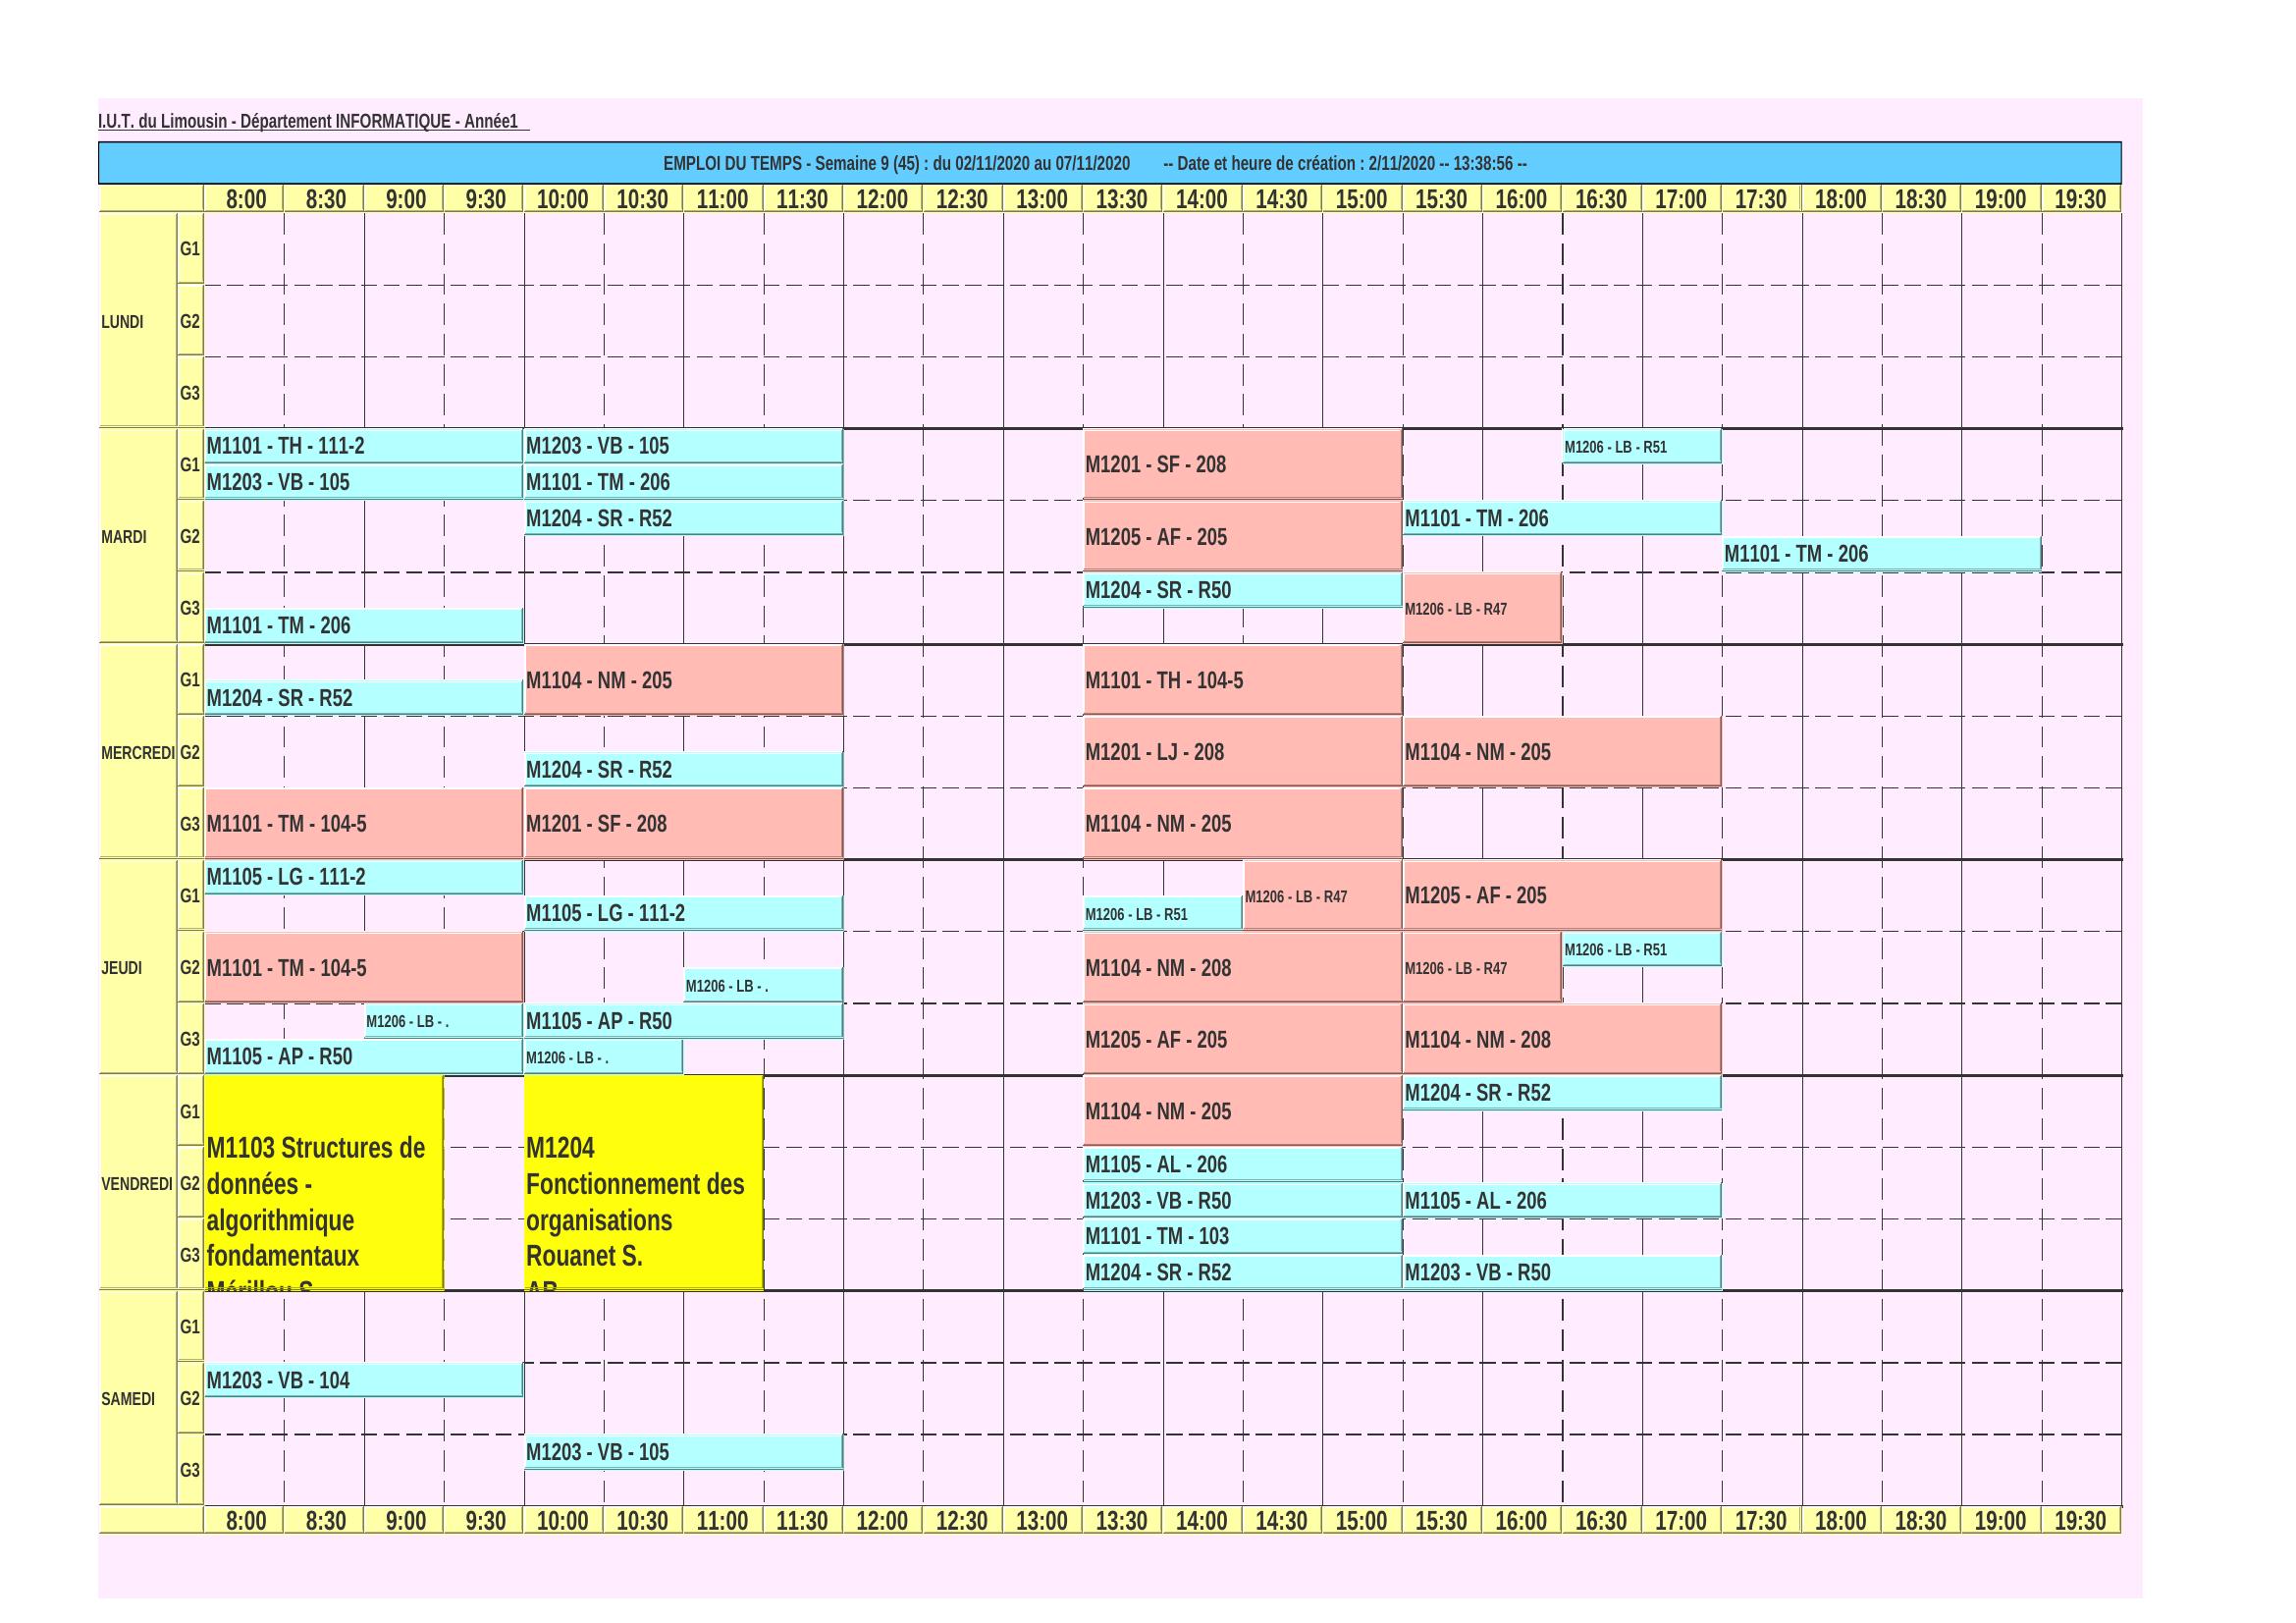 I.U.T. du Limousin - Département INFORMATIQUE - Année1
EMPLOI DU TEMPS - Semaine 9 (45) : du 02/11/2020 au 07/11/2020 -- Date et heure de création : 2/11/2020 -- 13:38:56 --
8:00 8:30 9:00 9:30 10:00 10:30 11:00 11:30 12:00 12:30 13:00 13:30 14:00 14:30 15:00 15:30 16:00 16:30 17:00 17:30 18:00 18:30 19:00 19:30
LUNDI
G1
G2
G3
MARDI
G1
M1101 - TH - 111-2
M1203 - VB - 105
M1201 - SF - 208
M1206 - LB - R51
M1203 - VB - 105
M1101 - TM - 206
G2
M1204 - SR - R52
M1205 - AF - 205
M1101 - TM - 206
M1101 - TM - 206
G3
M1204 - SR - R50
M1206 - LB - R47
M1101 - TM - 206
MERCREDI
G1
M1204 - SR - R52
M1104 - NM - 205
M1101 - TH - 104-5
G2
M1204 - SR - R52
M1201 - LJ - 208
M1104 - NM - 205
G3
M1101 - TM - 104-5
M1201 - SF - 208
M1104 - NM - 205
JEUDI
G1
M1105 - LG - 111-2
M1105 - LG - 111-2
M1206 - LB - R51
M1206 - LB - R47
M1205 - AF - 205
G2
M1101 - TM - 104-5
M1206 - LB - .
M1104 - NM - 208
M1206 - LB - R47
M1206 - LB - R51
G3
M1206 - LB - .
M1105 - AP - R50
M1105 - AP - R50
M1206 - LB - .
M1205 - AF - 205
M1104 - NM - 208
VENDREDI
G1
G2
G3
M1103 Structures de
données -
algorithmique
fondamentaux
Mérillou S.
M1204
Fonctionnement des
organisations
Rouanet S.
AB
M1104 - NM - 205
M1204 - SR - R52
M1105 - AL - 206
M1203 - VB - R50
M1105 - AL - 206
M1101 - TM - 103
M1204 - SR - R52
M1203 - VB - R50
SAMEDI
G1
G2
M1203 - VB - 104
G3
M1203 - VB - 105
8:00 8:30 9:00 9:30 10:00 10:30 11:00 11:30 12:00 12:30 13:00 13:30 14:00 14:30 15:00 15:30 16:00 16:30 17:00 17:30 18:00 18:30 19:00 19:30